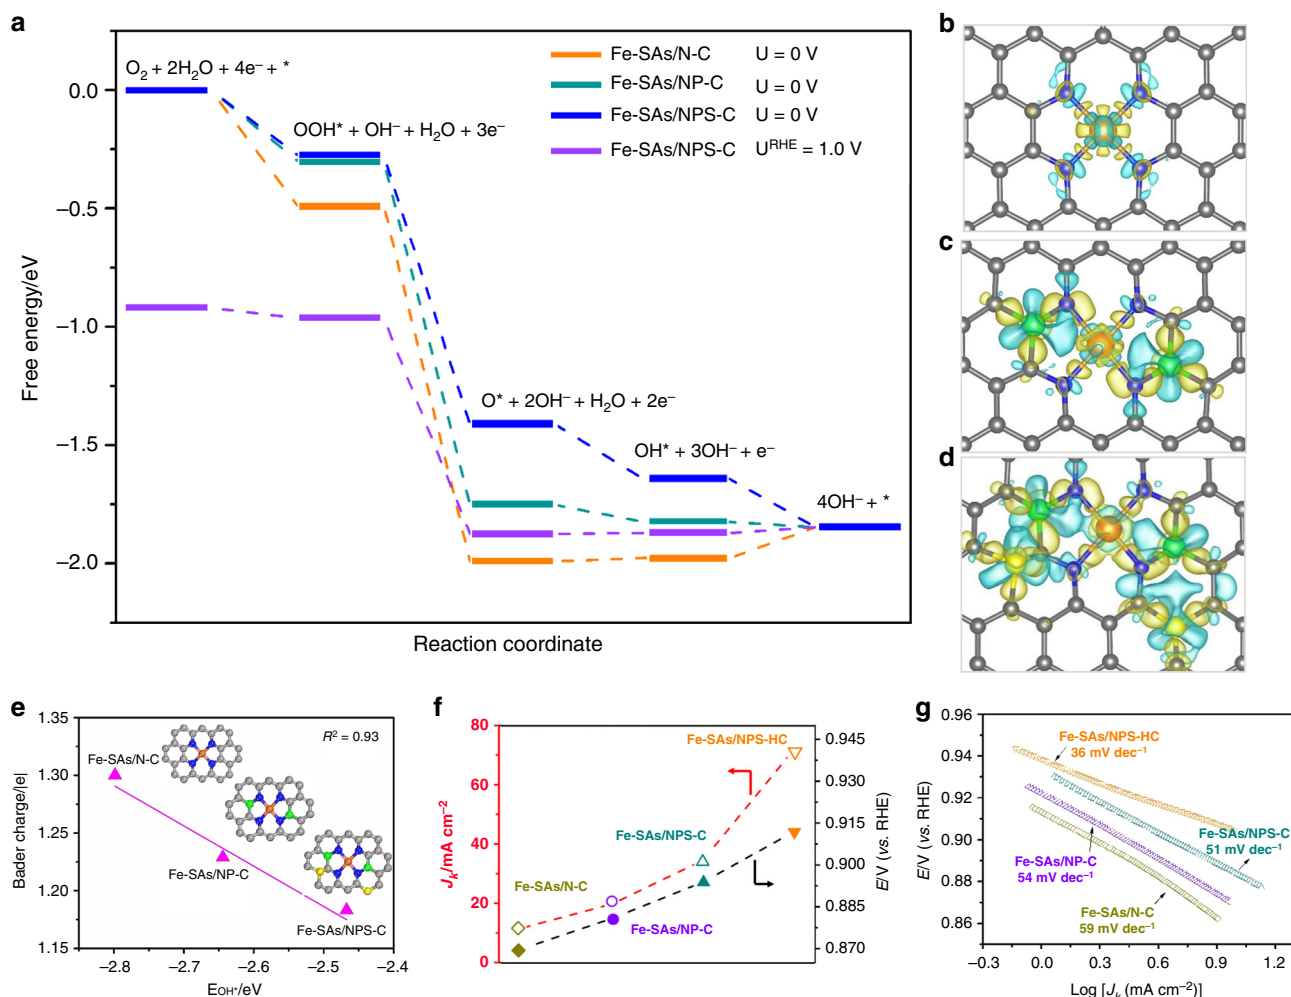 a
O₂ + 2H₂O + 4e⁻ + *
OOH* + OH⁻ + H₂O + 3e⁻
O* + 2OH⁻ + H₂O + 2e⁻
OH* + 3OH⁻ + e⁻
4OH⁻ + *
Fe-SAs/N-C U = 0 V
Fe-SAs/NP-C U = 0 V
Fe-SAs/NPS-C U = 0 V
Fe-SAs/NPS-C Uᴿᴴᴱ = 1.0 V
Free energy/eV
0.0
−0.5
−1.0
−1.5
−2.0
Reaction coordinate
b
c
d
e
Bader charge/|e|
1.35
1.30
1.25
1.20
1.15
R² = 0.93
Fe-SAs/N-C
Fe-SAs/NP-C
Fe-SAs/NPS-C
−2.8
−2.7
−2.6
−2.5
−2.4
E_OH*/eV
f
J_k/mA cm⁻²
80
60
40
20
0
Fe-SAs/NPS-HC
Fe-SAs/NPS-C
Fe-SAs/N-C
Fe-SAs/NP-C
0.945
0.930
0.915
0.900
0.885
0.870
E/V (vs. RHE)
g
E/V (vs. RHE)
0.96
0.94
0.92
0.90
0.88
0.86
Fe-SAs/NPS-HC
36 mV dec⁻¹
Fe-SAs/NPS-C
51 mV dec⁻¹
Fe-SAs/NP-C
54 mV dec⁻¹
Fe-SAs/N-C
59 mV dec⁻¹
−0.3
0.0
0.3
0.6
0.9
1.2
Log [J_k (mA cm⁻²)]